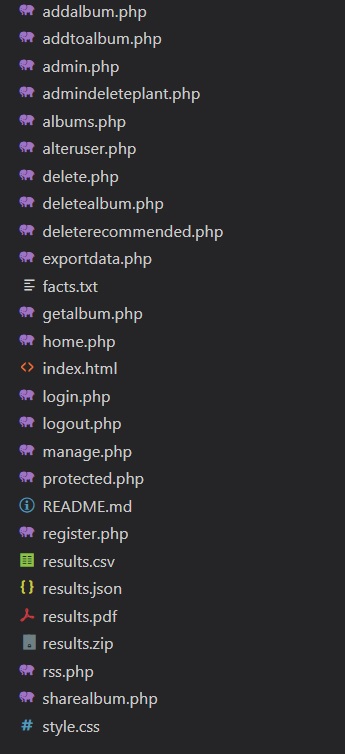 addalbum.php
addtoalbum.php
admin.php
admindeleteplant.php
albums.php
alteruser.php
delete.php
deletealbum.php
deleterecommended.php
exportdata.php
facts.txt
getalbum.php
home.php
index.html
login.php
logout.php
manage.php
protected.php
README.md
register.php
results.csv
results.json
results.pdf
results.zip
rss.php
sharealbum.php
style.css